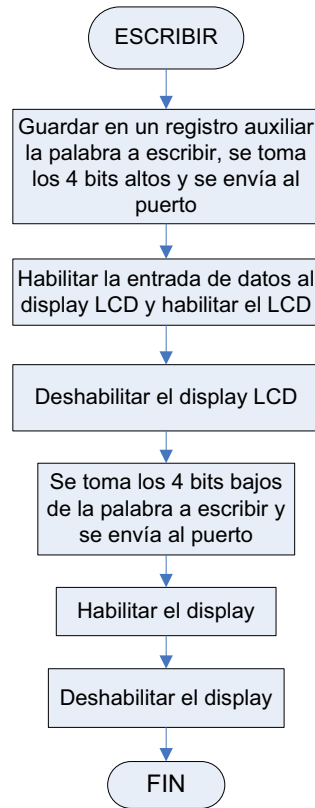 ESCRIBIR
Guardar en un registro auxiliar
la palabra a escribir, se toma
los 4 bits altos y se envía al
puerto
Habilitar la entrada de datos al
display LCD y habilitar el LCD
Deshabilitar el display LCD
Se toma los 4 bits bajos
de la palabra a escribir y
se envía al puerto
Habilitar el display
Deshabilitar el display
FIN